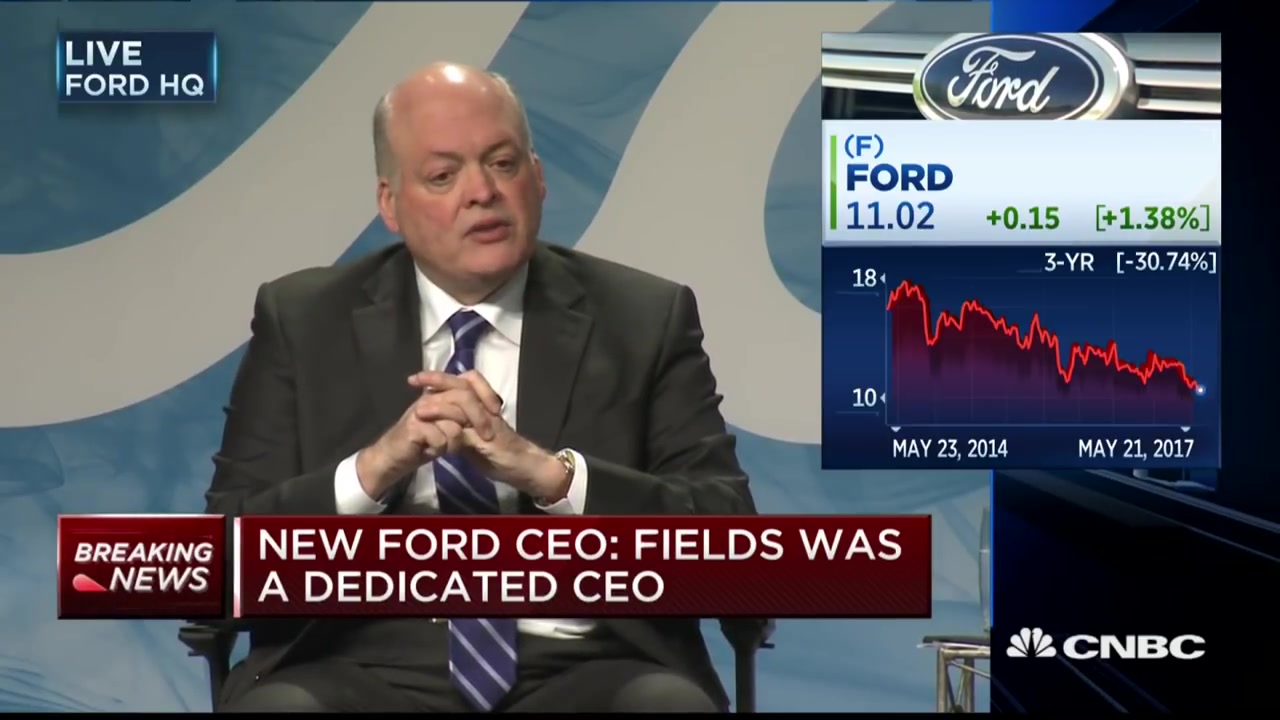 LIVE
FORD HQ
Ford
(F)
FORD
11.02 +0.15 [+1.38%]
3-YR [-30.74%]
18
10
MAY 23, 2014 MAY 21, 2017
BREAKING
NEWS
NEW FORD CEO: FIELDS WAS
A DEDICATED CEO
CNBC